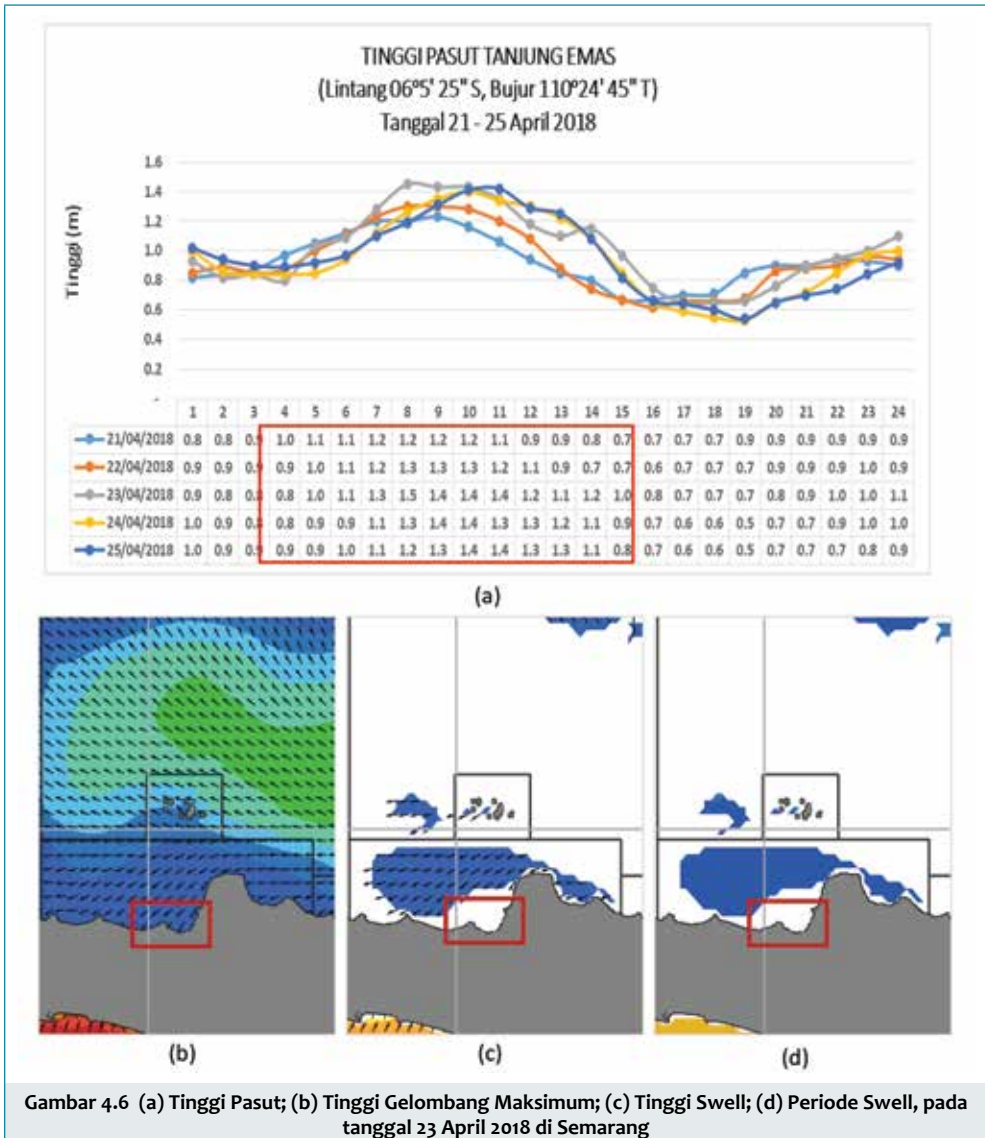 TINGGI PASUT TANJUNG EMAS
(Lintang 06°5' 25" S, Bujur 110°24' 45" T)
Tanggal 21 - 25 April 2018
Tinggi (m)
1.6
1.4
1.2
1.0
0.8
0.6
0.4
0.2
-
1 2 3 4 5 6 7 8 9 10 11 12 13 14 15 16 17 18 19 20 21 22 23 24
21/04/2018 0.8 0.8 0.9 1.0 1.1 1.1 1.2 1.2 1.2 1.2 1.1 0.9 0.9 0.8 0.7 0.7 0.7 0.7 0.9 0.9 0.9 0.9 0.9 0.9
22/04/2018 0.9 0.9 0.9 0.9 1.0 1.1 1.2 1.3 1.3 1.3 1.2 1.1 0.9 0.7 0.7 0.6 0.7 0.7 0.7 0.9 0.9 0.9 1.0 0.9
23/04/2018 0.9 0.8 0.8 1.0 1.1 1.3 1.5 1.4 1.4 1.4 1.2 1.1 1.2 1.0 0.8 0.7 0.7 0.7 0.8 0.9 1.0 1.0 1.1
24/04/2018 1.0 0.9 0.8 0.9 0.9 1.1 1.3 1.4 1.4 1.3 1.3 1.2 1.1 0.9 0.7 0.6 0.6 0.5 0.7 0.7 0.9 1.0 1.0
25/04/2018 1.0 0.9 0.9 0.9 0.9 1.0 1.1 1.2 1.3 1.4 1.4 1.3 1.3 1.1 0.8 0.7 0.6 0.6 0.5 0.7 0.7 0.7 0.8 0.9
(a)
(b) (c) (d)
Gambar 4.6 (a) Tinggi Pasut; (b) Tinggi Gelombang Maksimum; (c) Tinggi Swell; (d) Periode Swell, pada
tanggal 23 April 2018 di Semarang